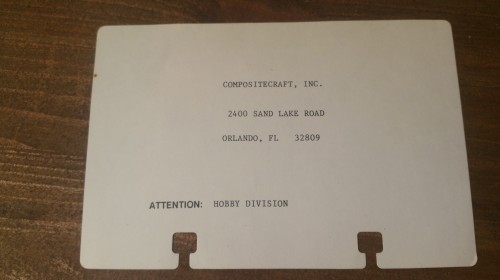 COMPOSITECRAFT, INC.
2400 SAND LAKE ROAD
ORLANDO, FL 32809
ATTENTION: HOBBY DIVISION